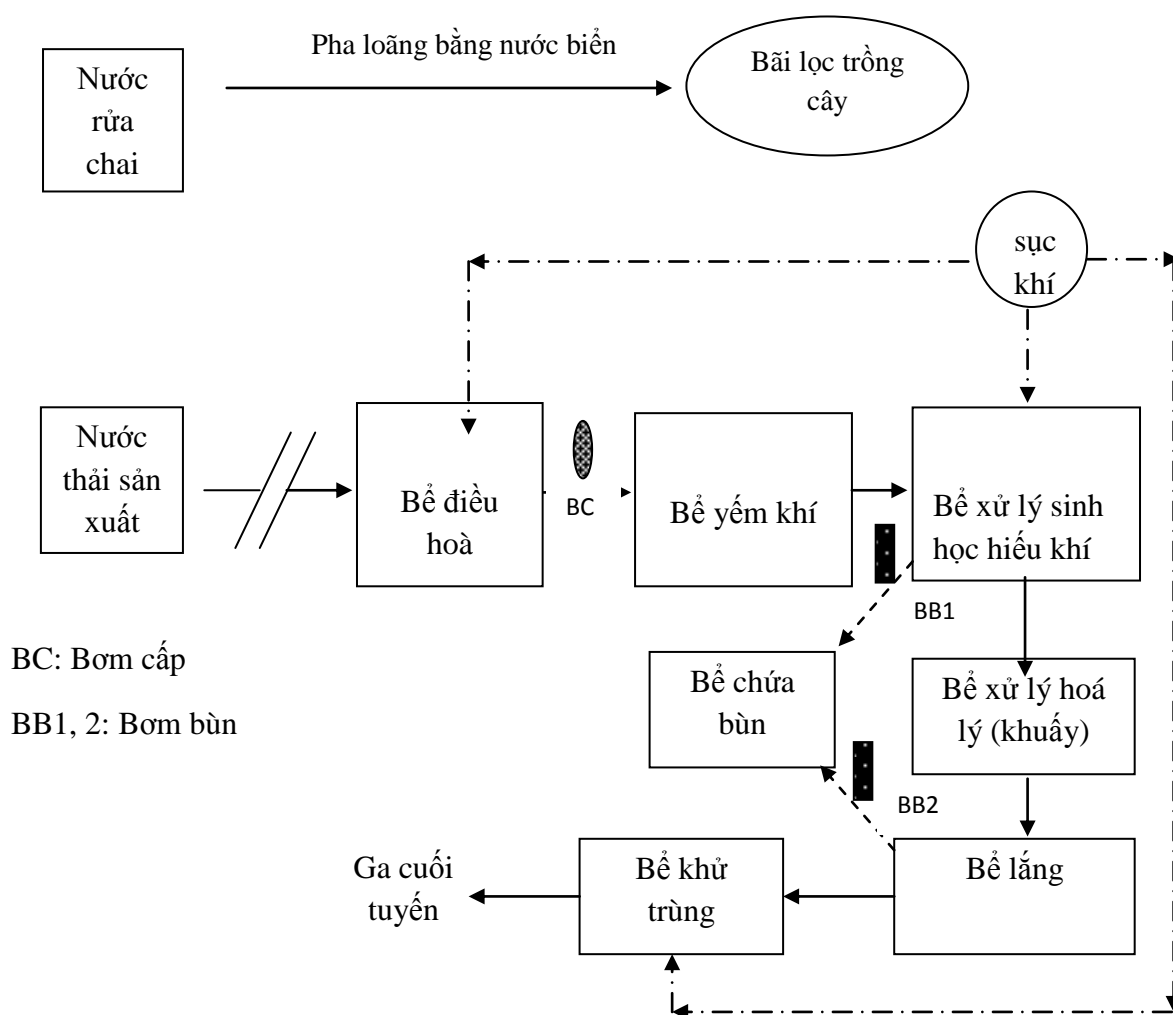 Pha loãng bằng nước biển
Nước
rửa
chai
Bãi lọc trồng
cây
sục
khí
Nước
thải sản
xuất
Bể điều
hoà
BC
Bể yếm khí
Bể xử lý sinh
học hiếu khí
BB1
BC: Bơm cấp
BB1, 2: Bơm bùn
Bể chứa
bùn
Bể xử lý hoá
lý (khuấy)
BB2
Ga cuối
tuyến
Bể khử
trùng
Bể lắng